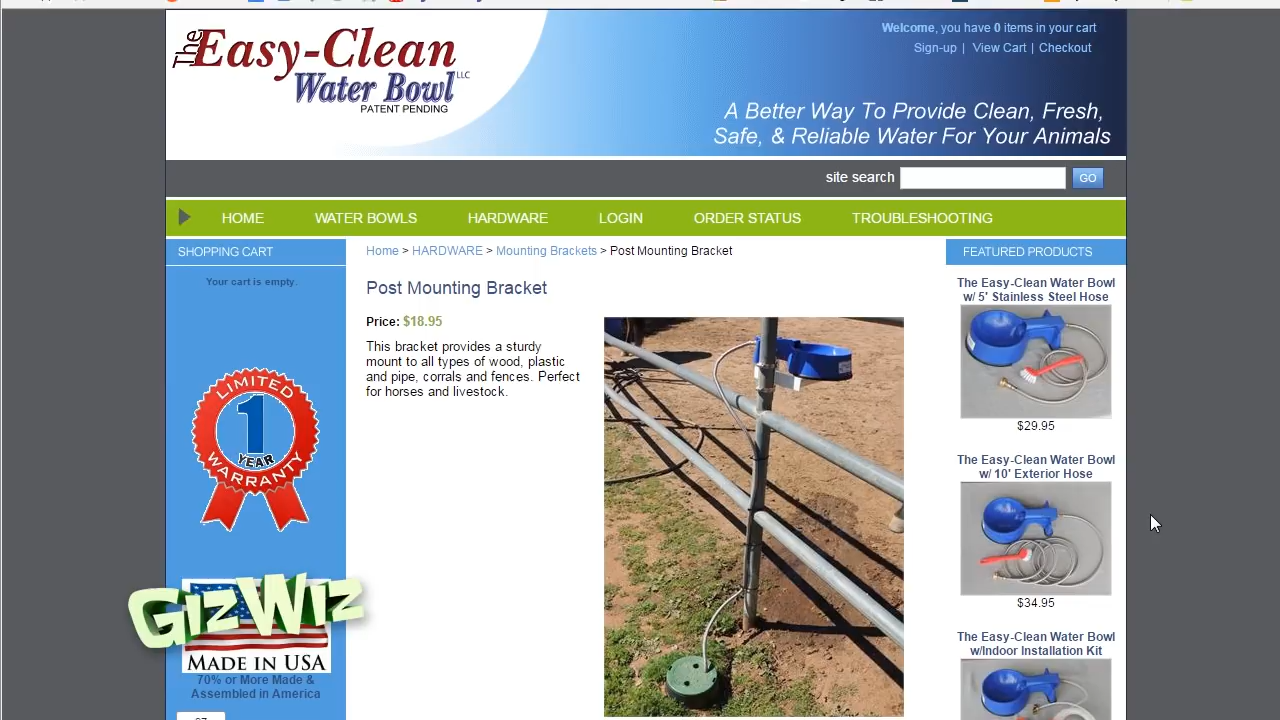 The Easy-Clean
Water Bowl LLC
PATENT PENDING
Welcome, you have 0 items in your cart
Sign-up | View Cart | Checkout
A Better Way To Provide Clean, Fresh,
Safe, & Reliable Water For Your Animals
site search
GO
HOME WATER BOWLS HARDWARE LOGIN ORDER STATUS TROUBLESHOOTING
SHOPPING CART
Your cart is empty.
LIMITED
1
YEAR
WARRANTY
GizWiz
MADE IN USA
70% or More Made &
Assembled in America
Home > HARDWARE > Mounting Brackets > Post Mounting Bracket
Post Mounting Bracket
Price: $18.95
This bracket provides a sturdy
mount to all types of wood, plastic
and pipe, corrals and fences. Perfect
for horses and livestock.
FEATURED PRODUCTS
The Easy-Clean Water Bowl
w/ 5' Stainless Steel Hose
$29.95
The Easy-Clean Water Bowl
w/ 10' Exterior Hose
$34.95
The Easy-Clean Water Bowl
w/Indoor Installation Kit